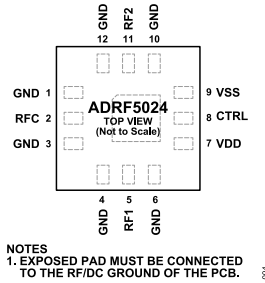 GND
RF2
GND
12 11 10
GND 1
RFC 2
GND 3
ADRF5024
TOP VIEW
(Not to Scale)
9 VSS
8 CTRL
7 VDD
4 5 6
GND
RF1
GND
NOTES
1. EXPOSED PAD MUST BE CONNECTED
TO THE RF/DC GROUND OF THE PCB.